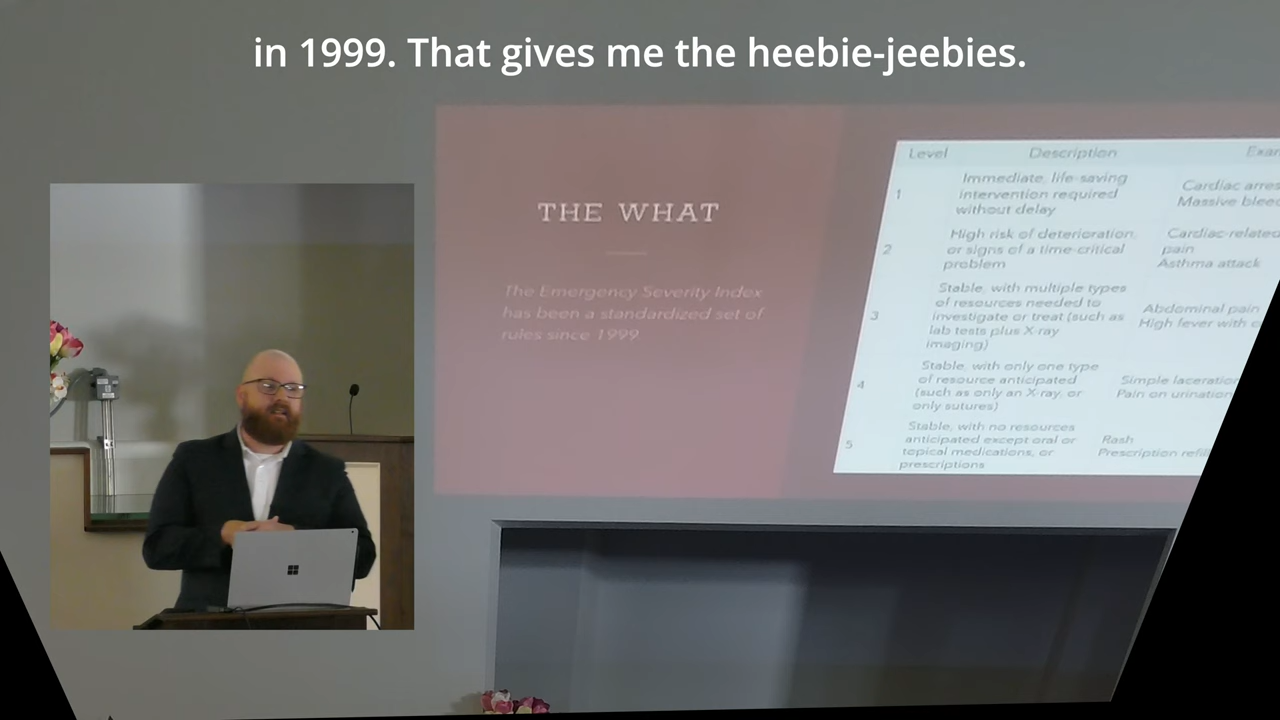 in 1999. That gives me the heebie-jeebies.
THE WHAT
The Emergency Severity Index
has been a standardized set of
rules since 1999
Level Description
1
Immediate, life-saving
intervention required
without delay
Cardiac
Massive
2
High risk of deterioration,
or signs of a time-critical
problem
Cardiac-related
pain
Asthma attack
3
Stable, with multiple types
of resources needed to
investigate or treat (such as
lab tests plus X-ray
imaging)
Abdominal pain
High fever with
4
Stable, with only one type
of resource anticipated
(such as only an X-ray, or
only sutures)
Simple
Pain on urination
5
Stable, with no resources
anticipated except oral or
topical medications, or
prescriptions
Rash
Prescription